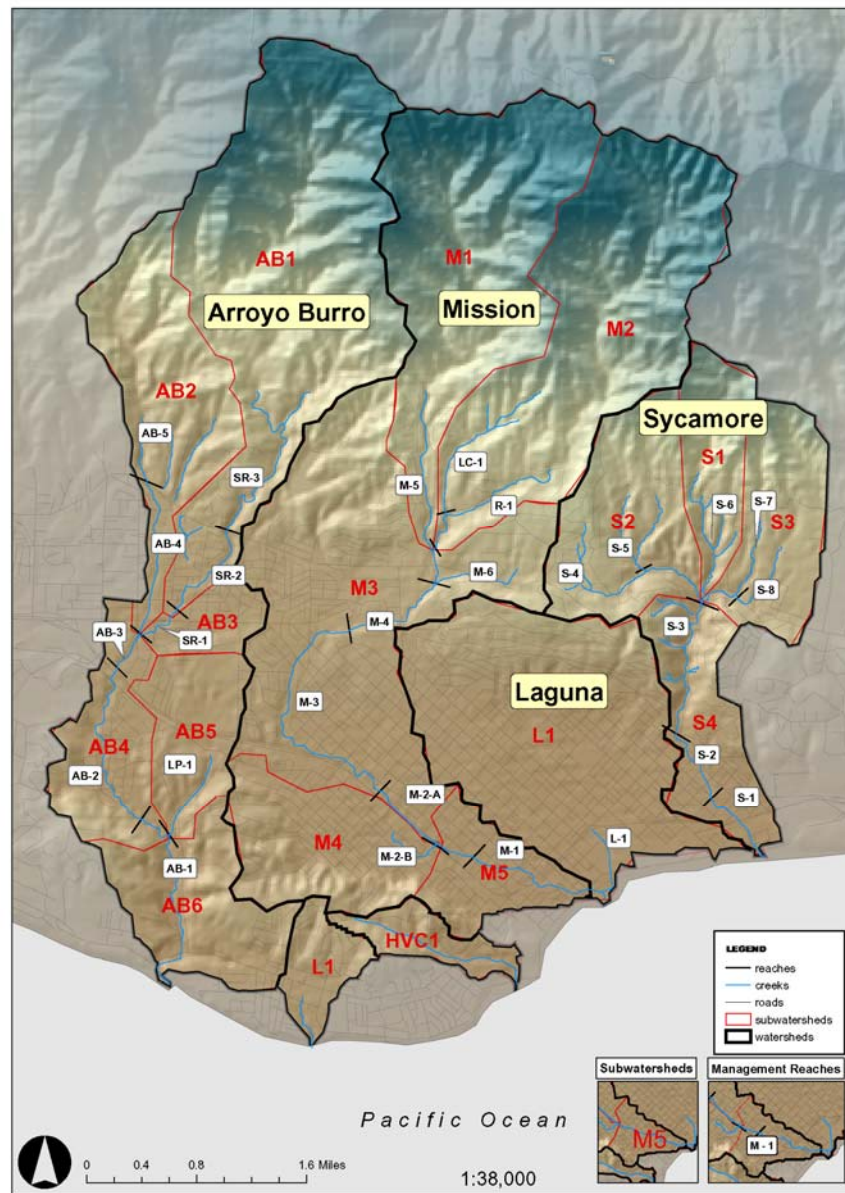 AB1
M1
Arroyo Burro
Mission
M2
AB2
Sycamore
AB-5
S1
LC-1
SR-3
M-5
S-7
S-6
R-1
S2
S3
AB-4
S-5
S-4
M-6
SR-2
M3
S-8
AB3
M-4
S-3
AB-3
SR-1
Laguna
M-3
S4
L1
AB5
AB4
S-2
LP-1
AB-2
M-2-A
S-1
M4
L-1
M-1
M-2-B
AB-1
M5
AB6
HVC1
L1
LEGEND
reaches
creeks
roads
subwatersheds
watersheds
Subwatersheds
Management Reaches
M5
M - 1
Pacific Ocean
0 0.4 0.8 1.6 Miles
1:38,000